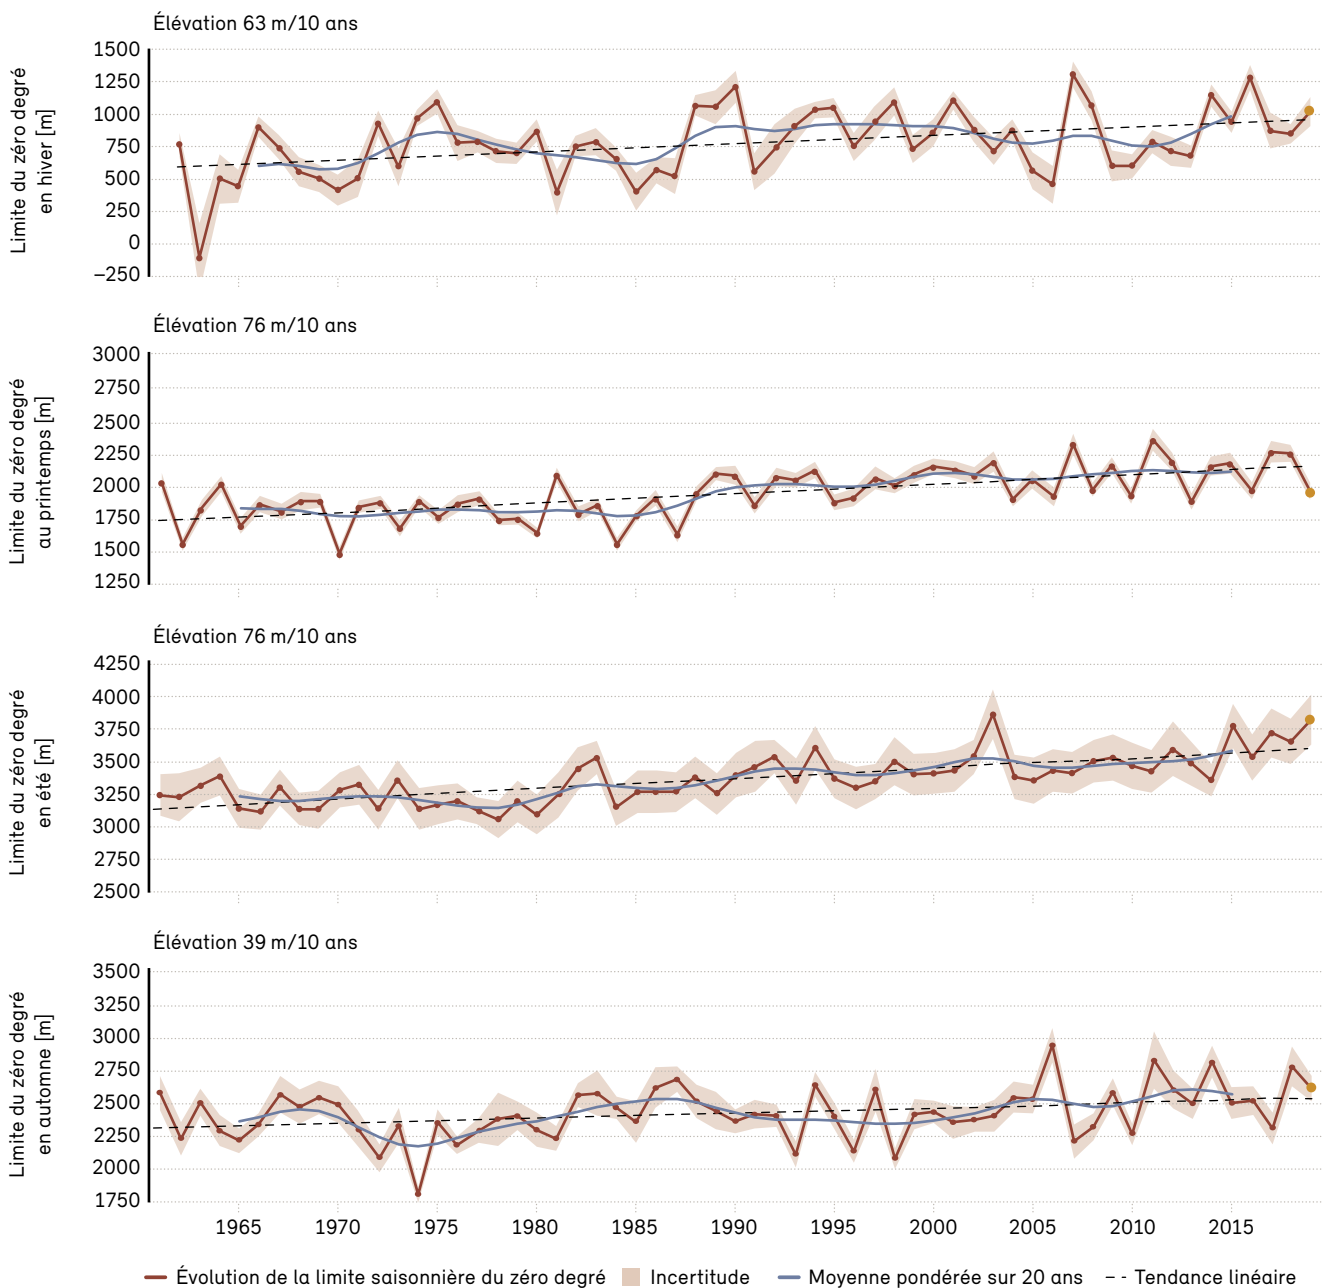 Élévation 63 m/10 ans
Limite du zéro degré
en hiver [m]
1500
1250
1000
750
500
250
0
–250
Élévation 76 m/10 ans
Limite du zéro degré
au printemps [m]
3000
2750
2500
2250
2000
1750
1500
1250
Élévation 76 m/10 ans
Limite du zéro degré
en été [m]
4250
4000
3750
3500
3250
3000
2750
2500
Élévation 39 m/10 ans
Limite du zéro degré
en automne [m]
3500
3250
3000
2750
2500
2250
2000
1750
1965 1970 1975 1980 1985 1990 1995 2000 2005 2010 2015
Évolution de la limite saisonnière du zéro degré Incertitude Moyenne pondérée sur 20 ans Tendance linéaire